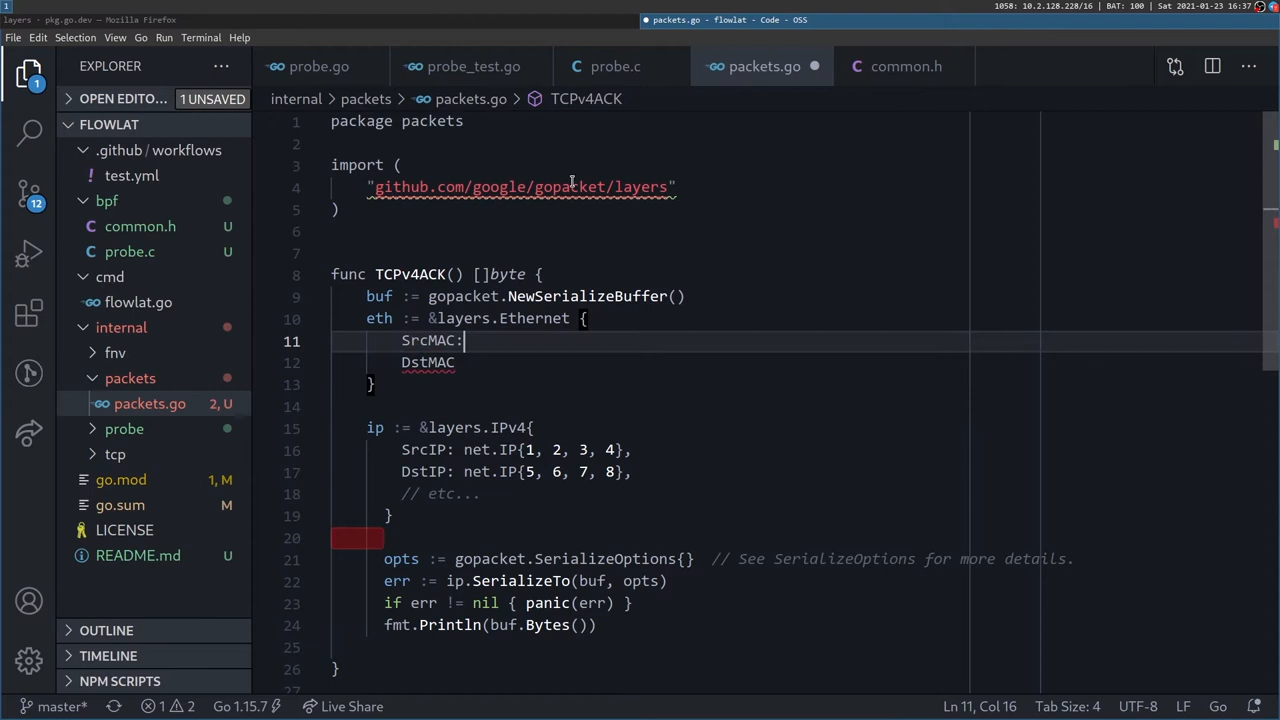 1
1058: 10.2.128.228/16 | BAT: 100 | Sat 2021-01-23 16:37
layers - pkg.go.dev — Mozilla Firefox
packets.go - flowlat - Code - OSS
File Edit Selection View Go Run Terminal Help
EXPLORER ...
probe.go probe_test.go C probe.c packets.go C common.h ...
OPEN EDITO... 1 UNSAVED
internal > packets > packets.go > TCPv4ACK
FLOWLAT
.github / workflows
test.yml
bpf
C common.h U
C probe.c U
cmd
flowlat.go
internal
fnv
packets
packets.go 2, U
probe
tcp
go.mod 1, M
go.sum M
LICENSE
README.md U
OUTLINE
TIMELINE
NPM SCRIPTS
1
12
1 package packets
2
3 import (
4 "github.com/google/gopacket/layers"
5 )
6
7
8 func TCPv4ACK() []byte {
9 buf := gopacket.NewSerializeBuffer()
10 eth := &layers.Ethernet {
11 SrcMAC:
12 DstMAC
13 }
14
15 ip := &layers.IPv4{
16 SrcIP: net.IP{1, 2, 3, 4},
17 DstIP: net.IP{5, 6, 7, 8},
18 // etc...
19 }
20
21 opts := gopacket.SerializeOptions{} // See SerializeOptions for more details.
22 err := ip.SerializeTo(buf, opts)
23 if err != nil { panic(err) }
24 fmt.Println(buf.Bytes())
25
26 }
27
master* 1 2 Go 1.15.7 Live Share Ln 11, Col 16 Tab Size: 4 UTF-8 LF Go